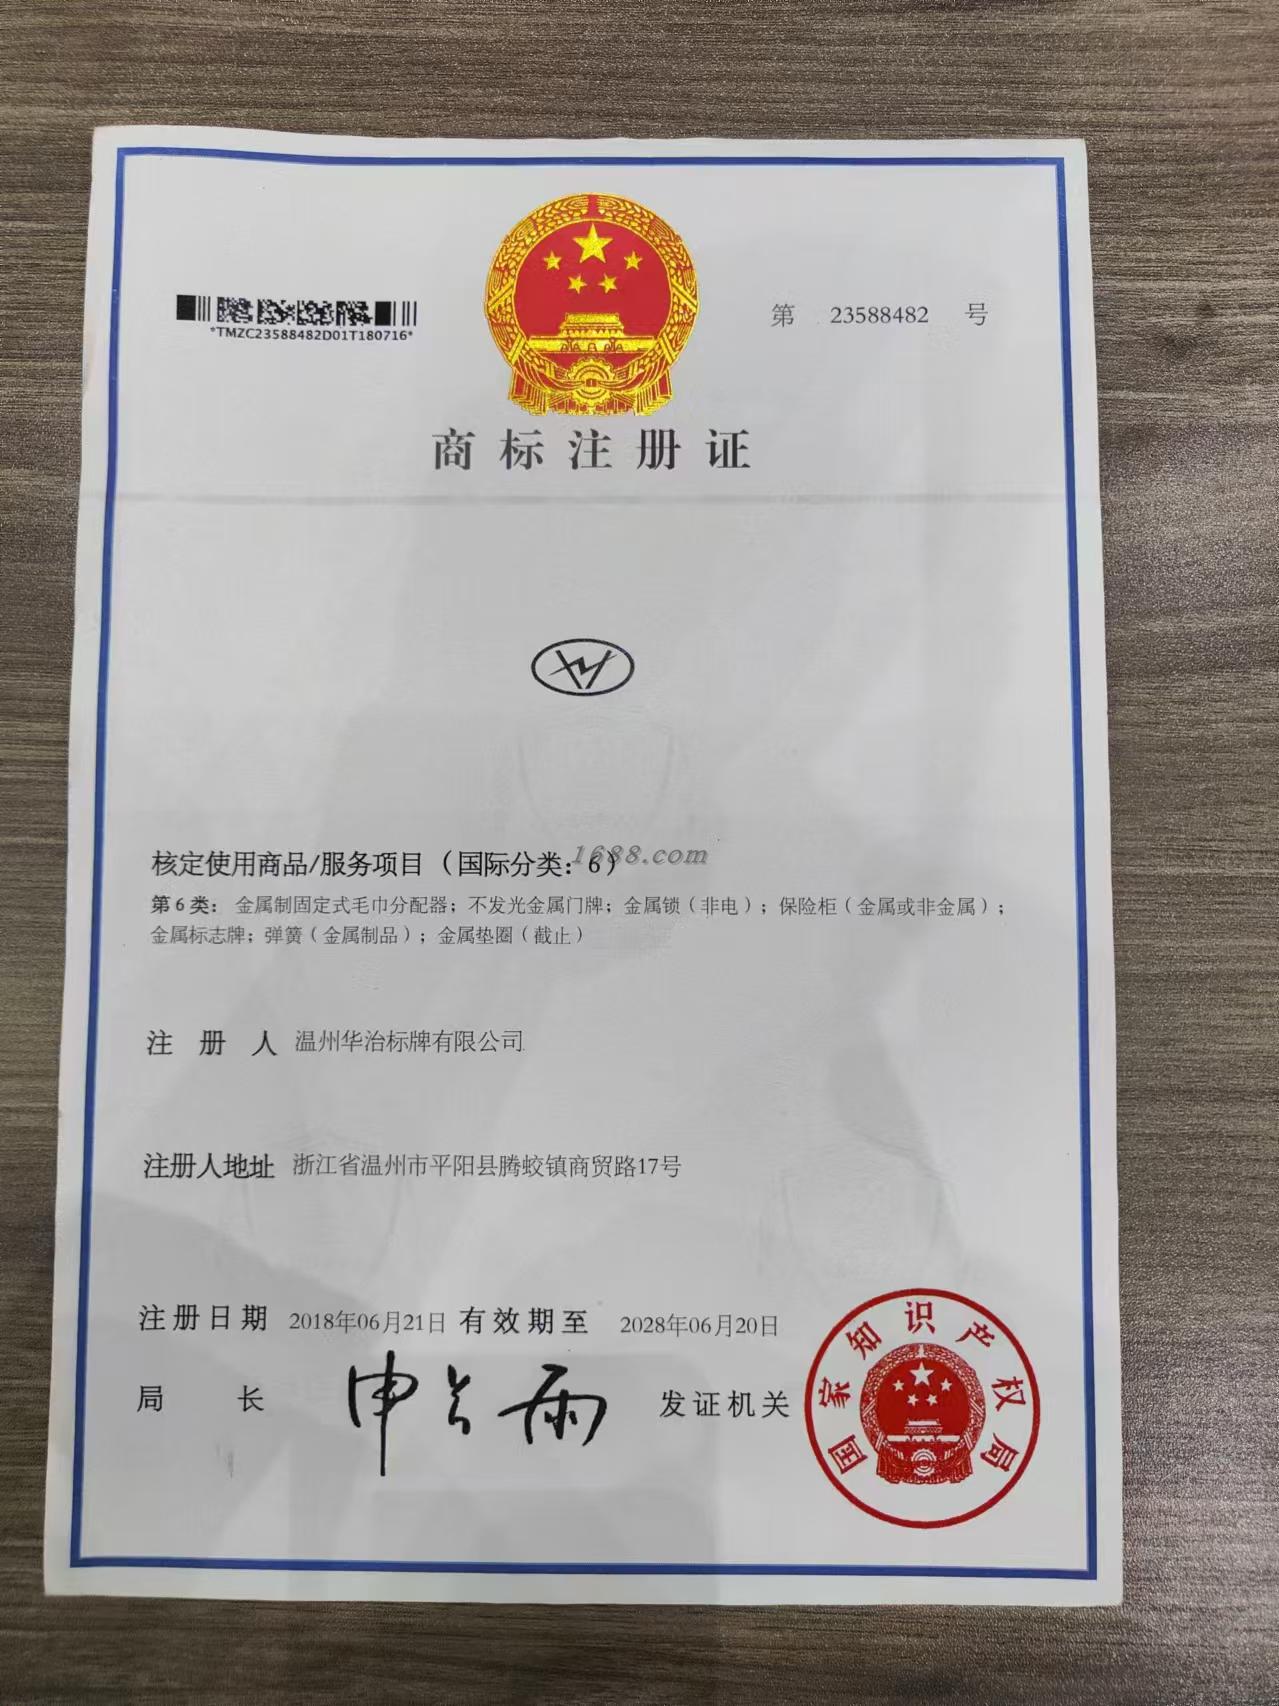 *TMZC23588482D01T180716*
第 23588482 号
商标注册证
1688.com
核定使用商品/服务项目（国际分类：6）
第6类：金属制固定式毛巾分配器；不发光金属门牌；金属锁（非电）；保险柜（金属或非金属）；
金属标志牌；弹簧（金属制品）；金属垫圈（截止）
注册人 温州华治标牌有限公司
注册人地址 浙江省温州市平阳县腾蛟镇商贸路17号
注册日期 2018年06月21日 有效期至 2028年06月20日
局长 申长雨 发证机关
国家知识产权局